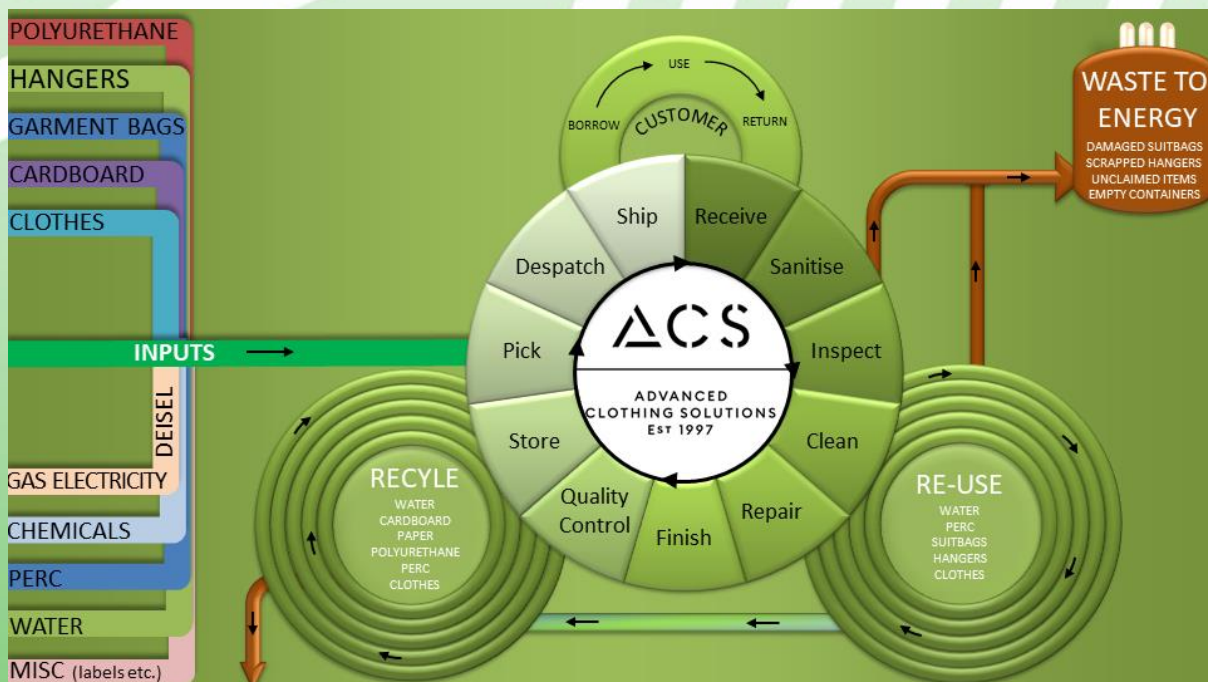 POLYURETHANE
HANGERS
GARMENT BAGS
CARDBOARD
CLOTHES
INPUTS
DEISEL
GAS ELECTRICITY
CHEMICALS
PERC
WATER
MISC (labels etc.)
BORROW
USE
RETURN
CUSTOMER
Receive
Sanitise
Inspect
Clean
Repair
Finish
Quality
Control
Store
Pick
Despatch
Ship
ACS
ADVANCED
CLOTHING SOLUTIONS
EST 1997
RECYLE
WATER
CARDBOARD
PAPER
POLYURETHANE
PERC
CLOTHES
RE-USE
WATER
PERC
SUITBAGS
HANGERS
CLOTHES
WASTE TO
ENERGY
DAMAGED SUITBAGS
SCRAPPED HANGERS
UNCLAIMED ITEMS
EMPTY CONTAINERS